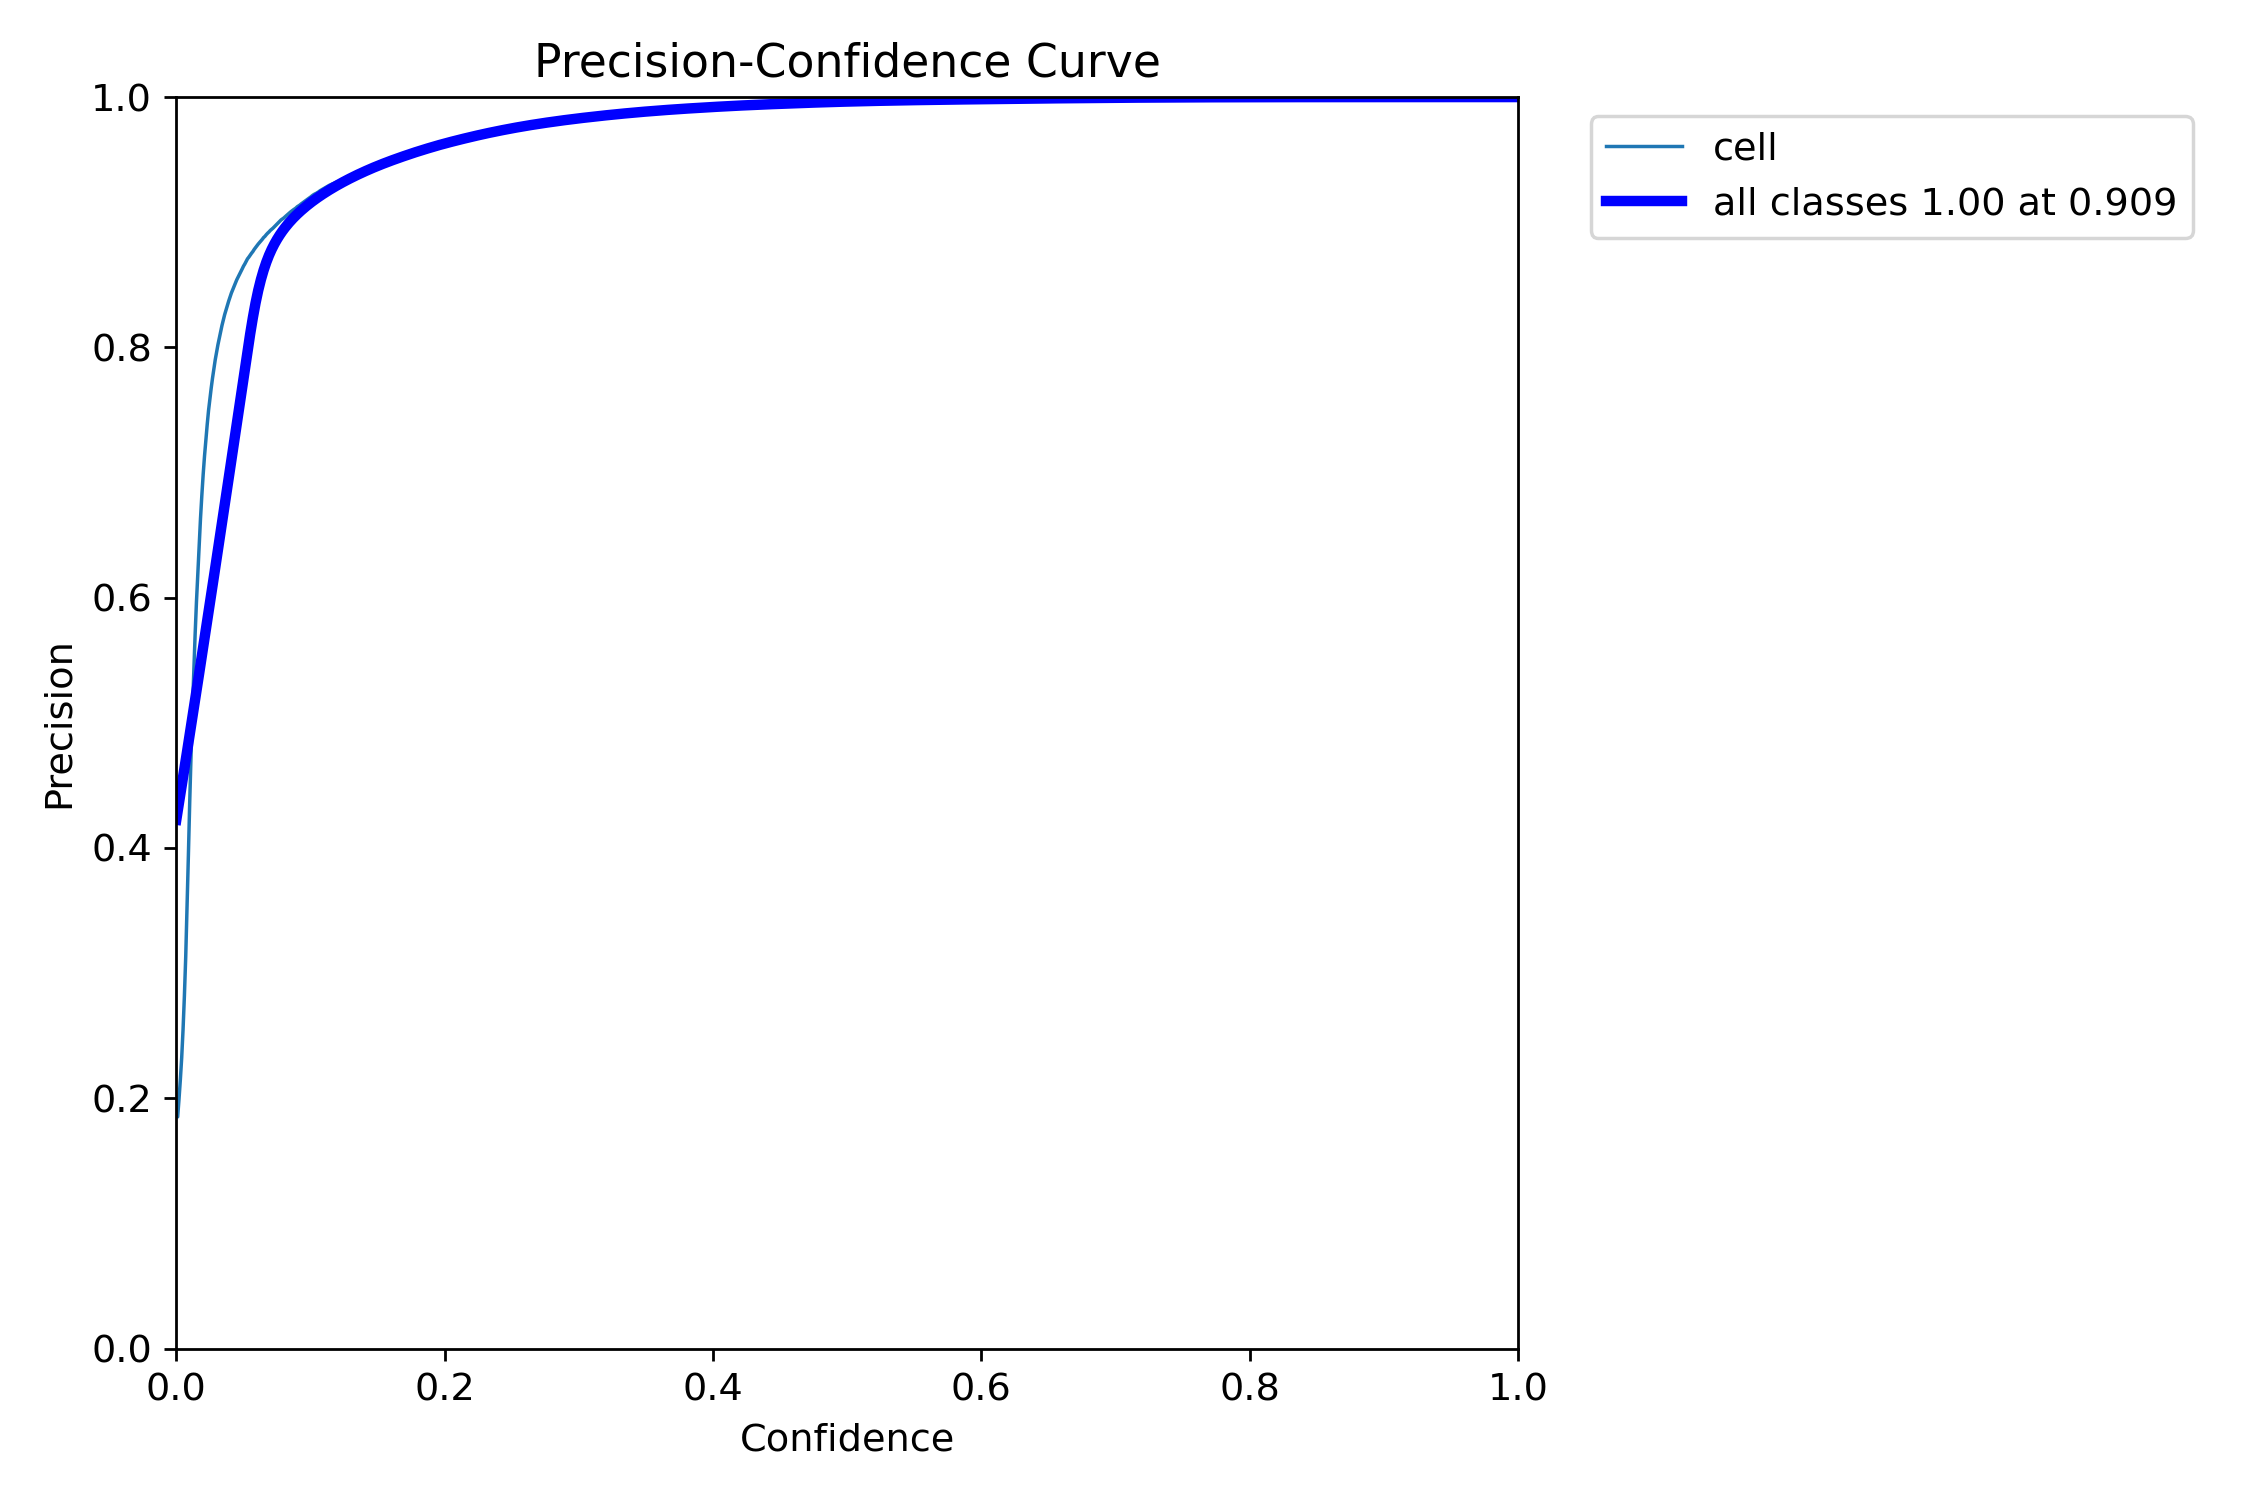 Precision-Confidence Curve
cell
all classes 1.00 at 0.909
Precision
1.0
0.8
0.6
0.4
0.2
0.0
0.0 0.2 0.4 0.6 0.8 1.0
Confidence